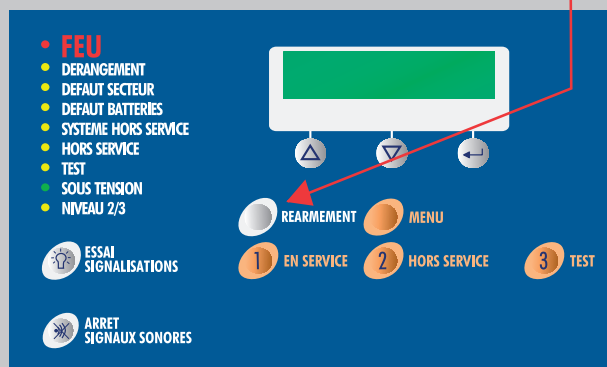 FEU
DERANGEMENT
DEFAUT SECTEUR
DEFAUT BATTERIES
SYSTEME HORS SERVICE
HORS SERVICE
TEST
SOUS TENSION
NIVEAU 2/3
REARMEMENT
MENU
ESSAI
SIGNALISATIONS
1 EN SERVICE
2 HORS SERVICE
3 TEST
ARRET
SIGNAUX SONORES